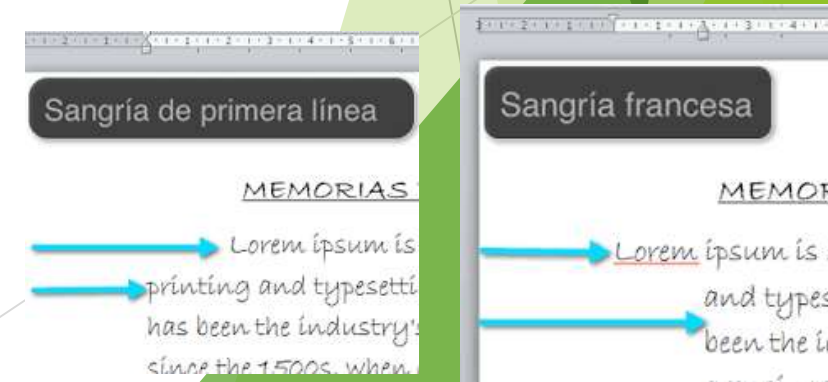 Sangría de primera línea
MEMORIAS
Lorem ipsum is
printing and typesetti
has been the industry's
since the 1500s, when
Sangría francesa
MEMOR
Lorem ipsum is
and types
been the i